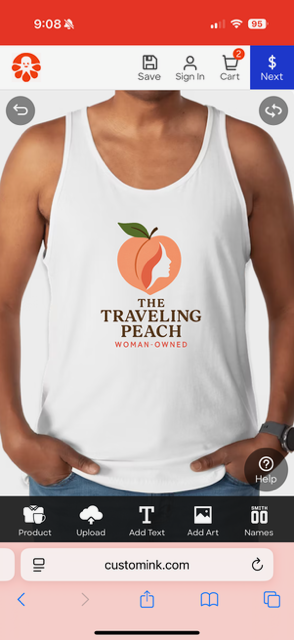 9:08
95
2
$
Save
Sign In
Cart
Next
THE
TRAVELING
PEACH
WOMAN-OWNED
Help
T
SMITH
00
Product
Upload
Add Text
Add Art
Names
customink.com